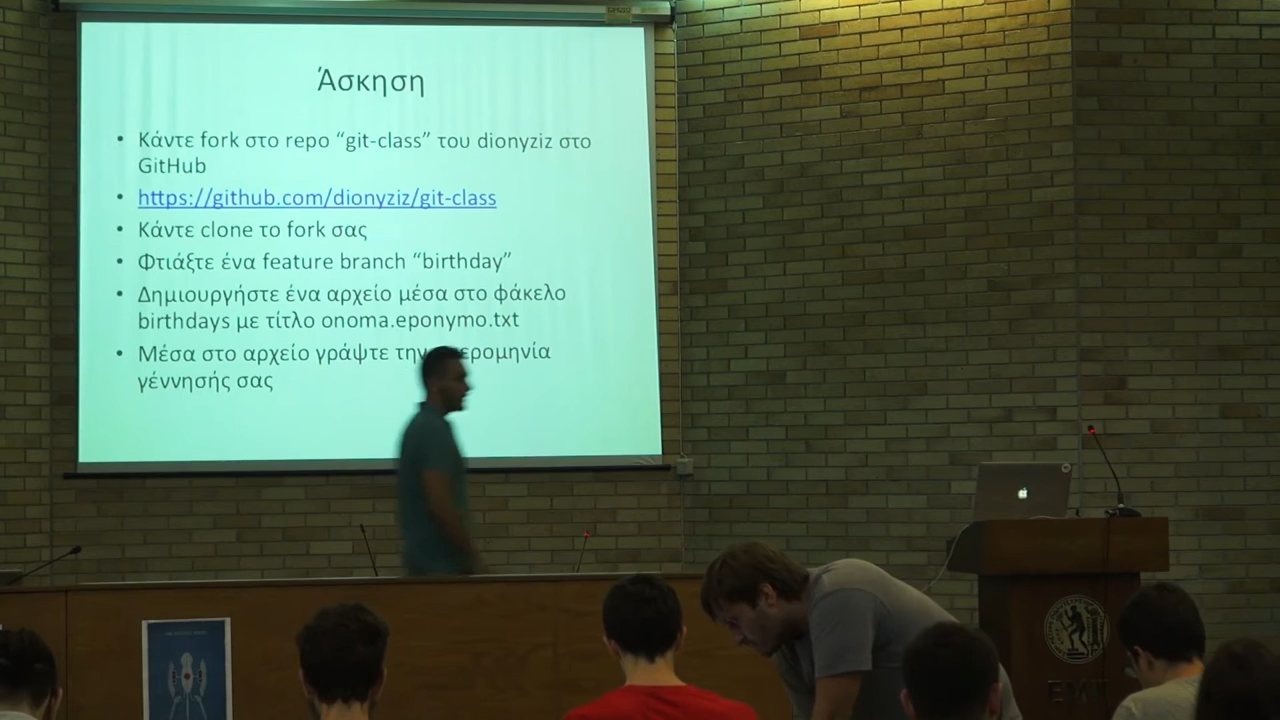 Άσκηση
• Κάντε fork στο repo “git-class” του dionyziz στο
GitHub
• https://github.com/dionyziz/git-class
• Κάντε clone το fork σας
• Φτιάξτε ένα feature branch “birthday”
• Δημιουργήστε ένα αρχείο μέσα στο φάκελο
birthdays με τίτλο onoma.eponymo.txt
• Μέσα στο αρχείο γράψτε την
γέννησής σας